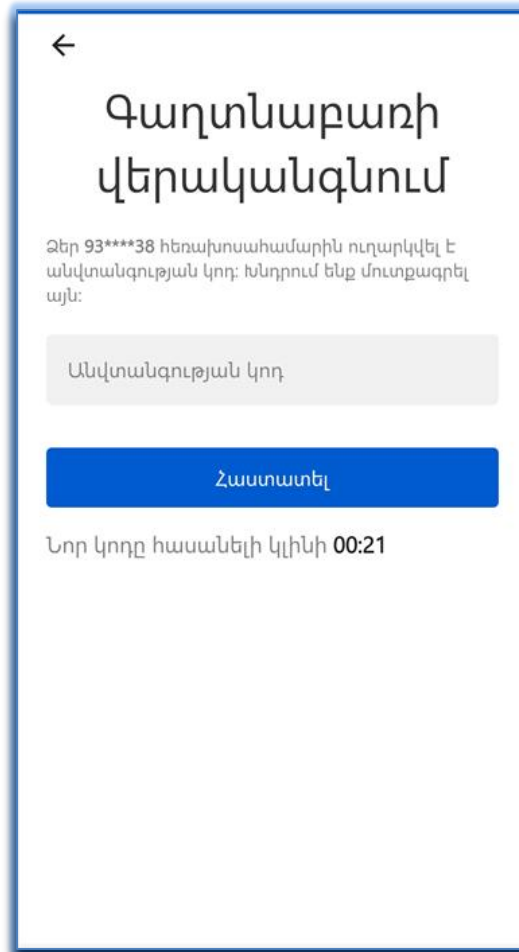 Գաղտնաբառի
վերականգնում
Ձեր 93****38 հեռախոսահամարին ուղարկվել է
անվտանգության կոդ: Խնդրում ենք մուտքագրել
այն:
Անվտանգության կոդ
Հաստատել
Նոր կոդը հասանելի կլինի 00:21